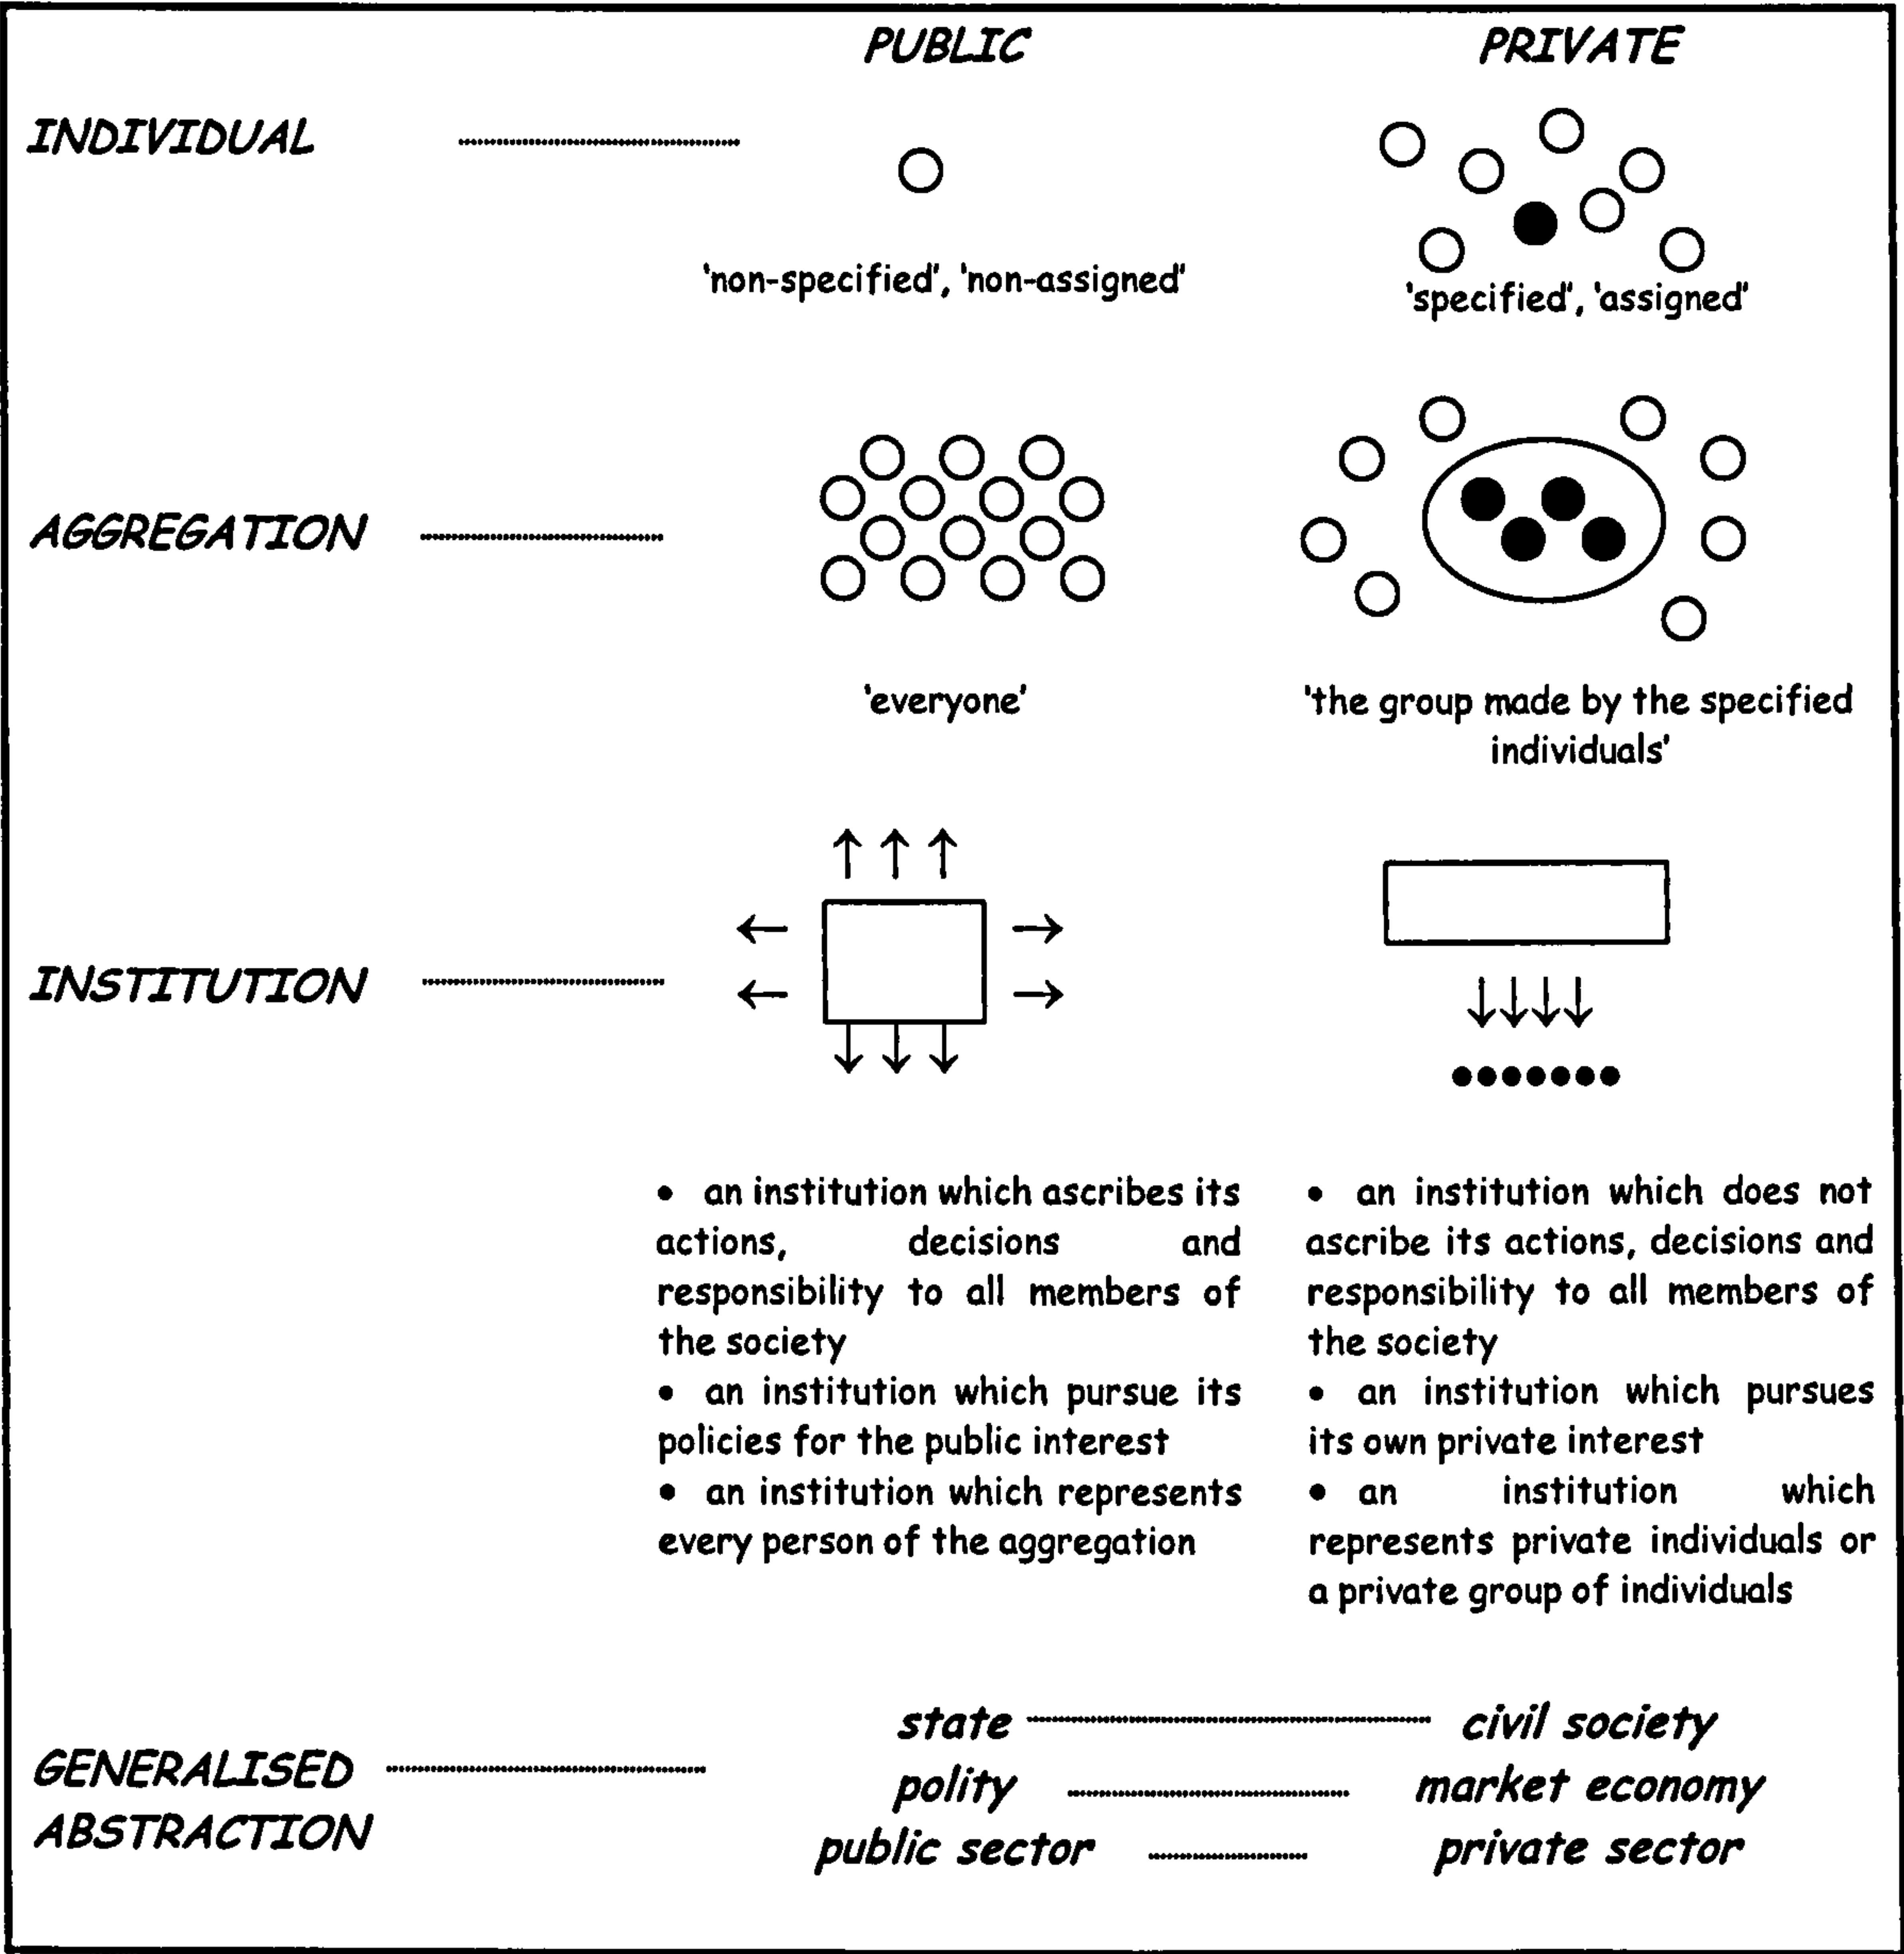 PUBLIC PRIVATE
INDIVIDUAL
'non-specified', 'non-assigned'
'specified', 'assigned'
AGGREGATION
'everyone'
'the group made by the specified
individuals'
INSTITUTION
• an institution which ascribes its
actions, decisions and
responsibility to all members of
the society
• an institution which pursue its
policies for the public interest
• an institution which represents
every person of the aggregation
• an institution which does not
ascribe its actions, decisions and
responsibility to all members of
the society
• an institution which pursues
its own private interest
• an institution which
represents private individuals or
a private group of individuals
GENERALISED
ABSTRACTION
state civil society
polity market economy
public sector private sector